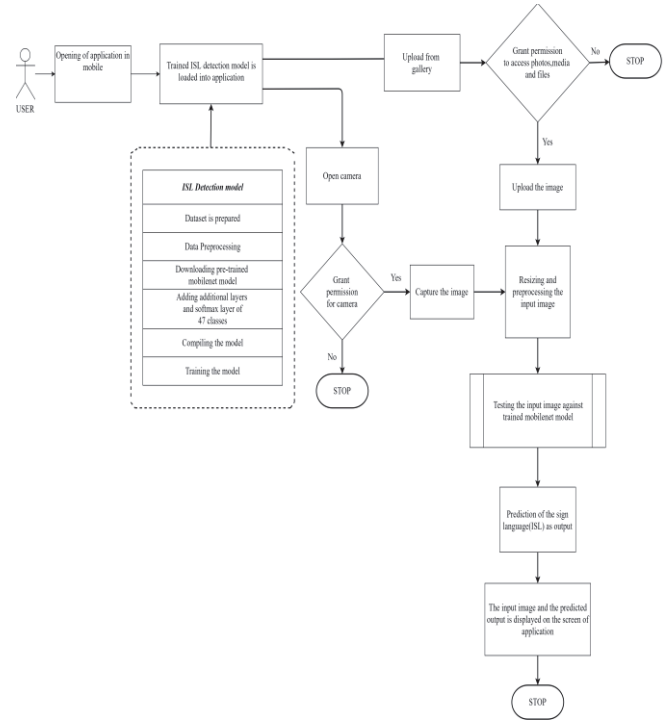 USER
Opening of application in
mobile
Trained ISL detection model is
loaded into application
Upload from
gallery
Grant permission
to access photos,media
and files
No
STOP
Yes
Upload the image
Open camera
ISL Detection model
Dataset is prepared
Data Preprocessing
Downloading pre-trained
mobilenet model
Adding additional layers
and softmax layer of
47 classes
Compiling the model
Training the model
Grant
permission
for camera
Yes
Capture the image
Resizing and
preprocessing the
input image
No
STOP
Testing the input image against
trained mobilenet model
Prediction of the sign
language(ISL) as output
The input image and the predicted
output is displayed on the screen of
application
STOP